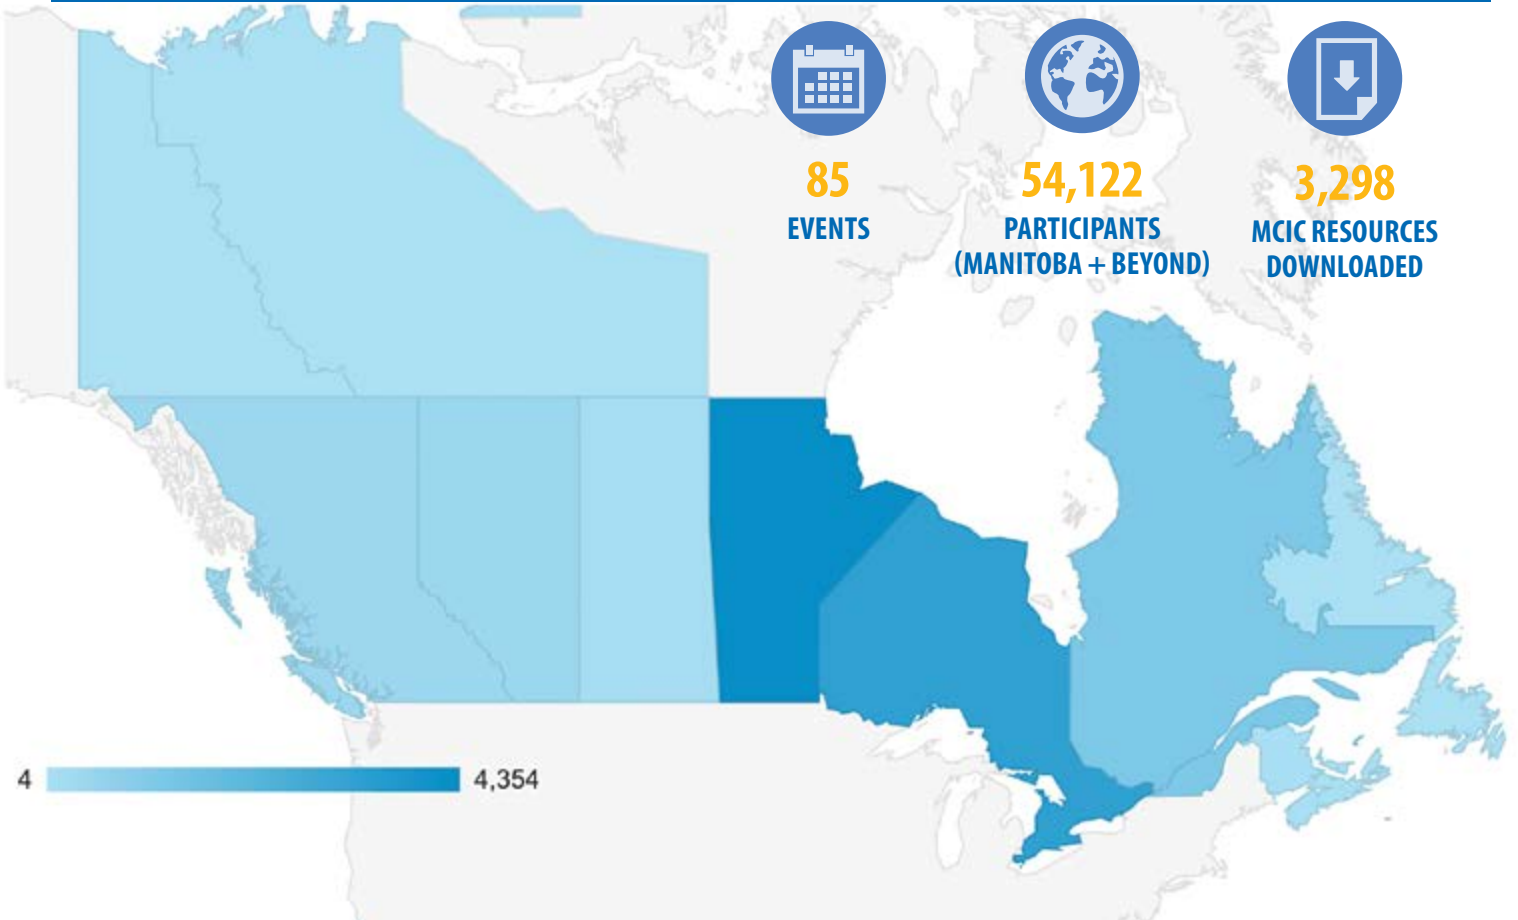 85
EVENTS
54,122
PARTICIPANTS
(MANITOBA + BEYOND)
3,298
MCIC RESOURCES
DOWNLOADED
4
4,354